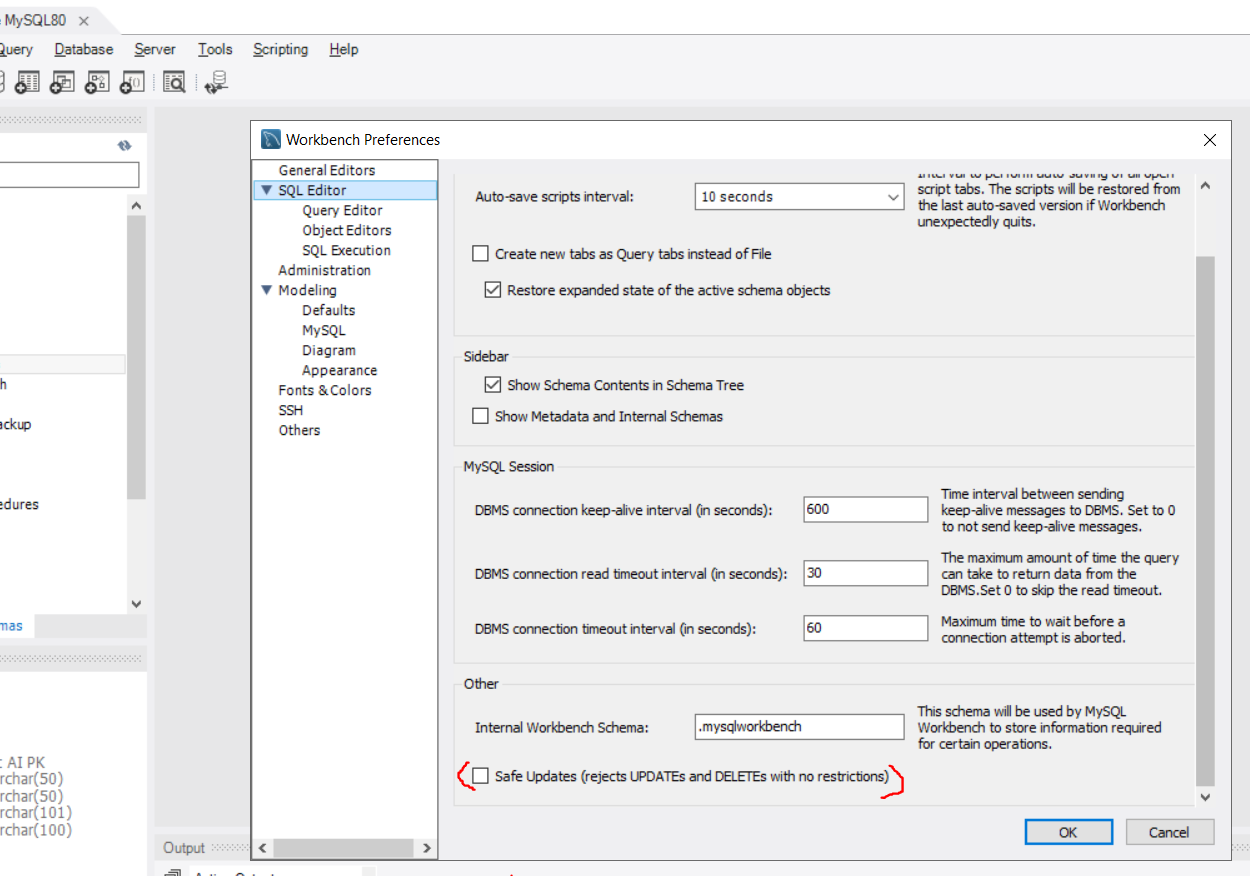 MySQL80
Query Database Server Tools Scripting Help
Workbench Preferences
General Editors
SQL Editor
Query Editor
Object Editors
SQL Execution
Administration
Modeling
Defaults
MySQL
Diagram
Appearance
Fonts & Colors
SSH
Others
Auto-save scripts interval:
10 seconds
Interval to perform auto-saving of all open
script tabs. The scripts will be restored from
the last auto-saved version if Workbench
unexpectedly quits.
Create new tabs as Query tabs instead of File
Restore expanded state of the active schema objects
Sidebar
Show Schema Contents in Schema Tree
Show Metadata and Internal Schemas
MySQL Session
DBMS connection keep-alive interval (in seconds):
600
Time interval between sending
keep-alive messages to DBMS. Set to 0
to not send keep-alive messages.
DBMS connection read timeout interval (in seconds):
30
The maximum amount of time the query
can take to return data from the
DBMS.Set 0 to skip the read timeout.
DBMS connection timeout interval (in seconds):
60
Maximum time to wait before a
connection attempt is aborted.
Other
Internal Workbench Schema:
.mysqlworkbench
This schema will be used by MySQL
Workbench to store information required
for certain operations.
Safe Updates (rejects UPDATEs and DELETEs with no restrictions)
OK
Cancel
h
ackup
edures
mas
AI PK
rchar(50)
rchar(50)
rchar(101)
rchar(100)
Output